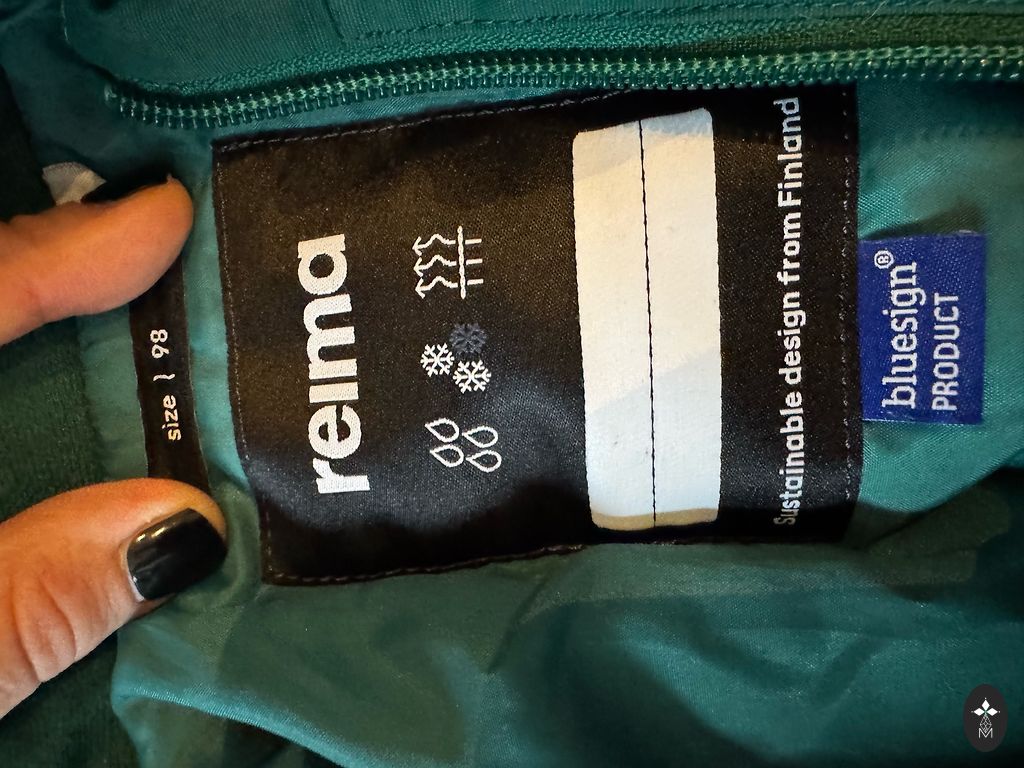 size | 98
reima
Sustainable design from Finland
bluesign®
PRODUCT
M